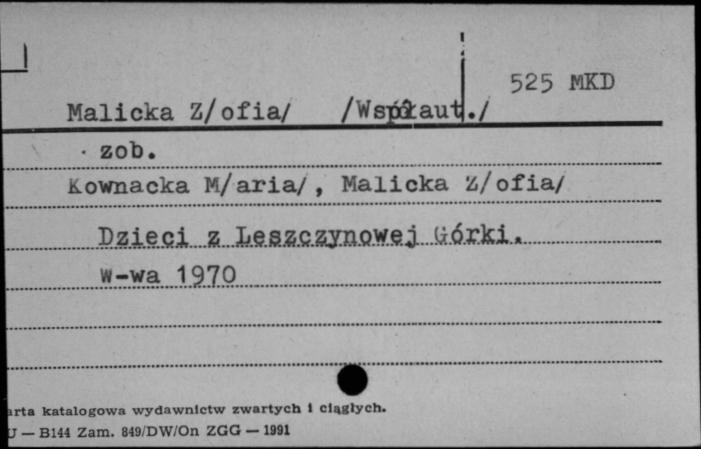 525 MKD
Malicka Z/ofia/ /Współaut./
zob.
Kownacka M/aria/, Malicka Z/ofia/
Dzieci z Leszczynowej Górki.
W-wa 1970
arta katalogowa wydawnictw zwartych i ciągłych.
U — B144 Zam. 849/DW/On ZGG — 1991